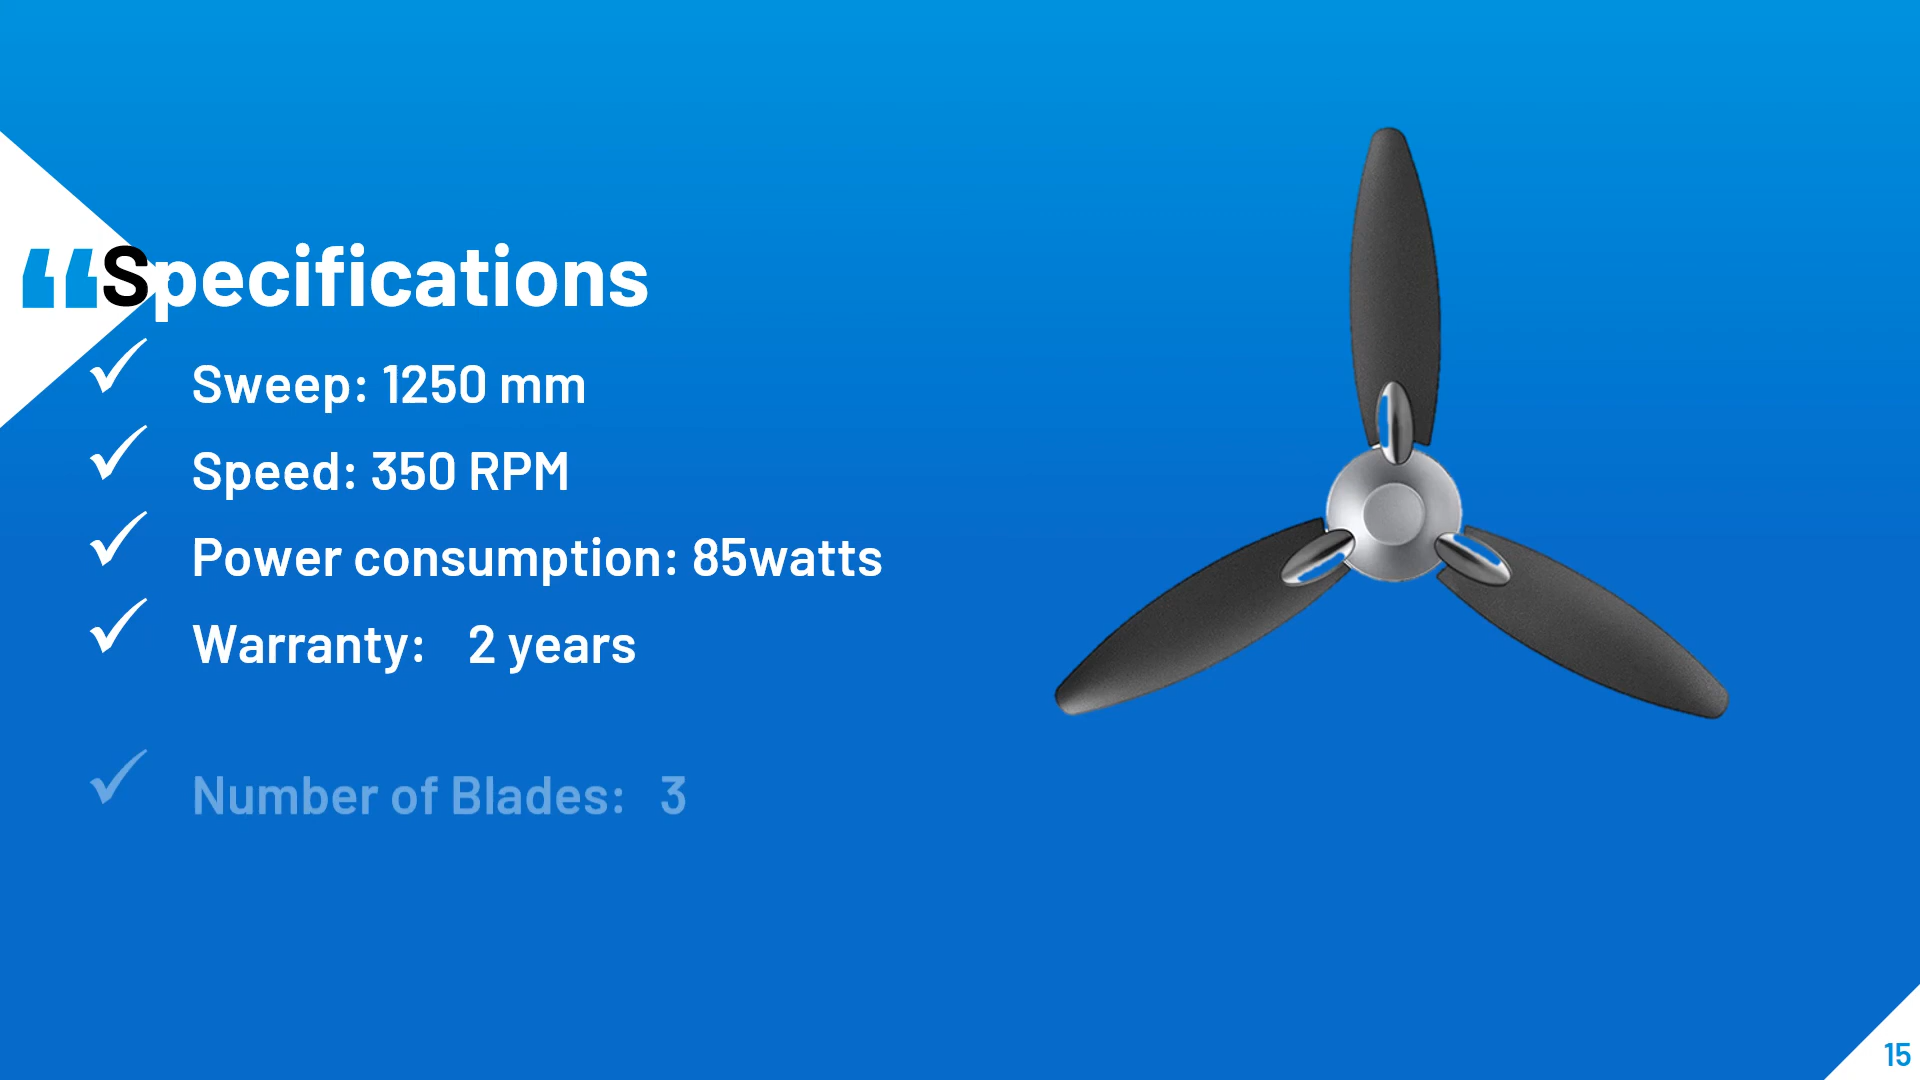 “Specifications
✓ Sweep: 1250 mm
✓ Speed: 350 RPM
✓ Power consumption: 85watts
✓ Warranty: 2 years
✓ Number of Blades: 3
15